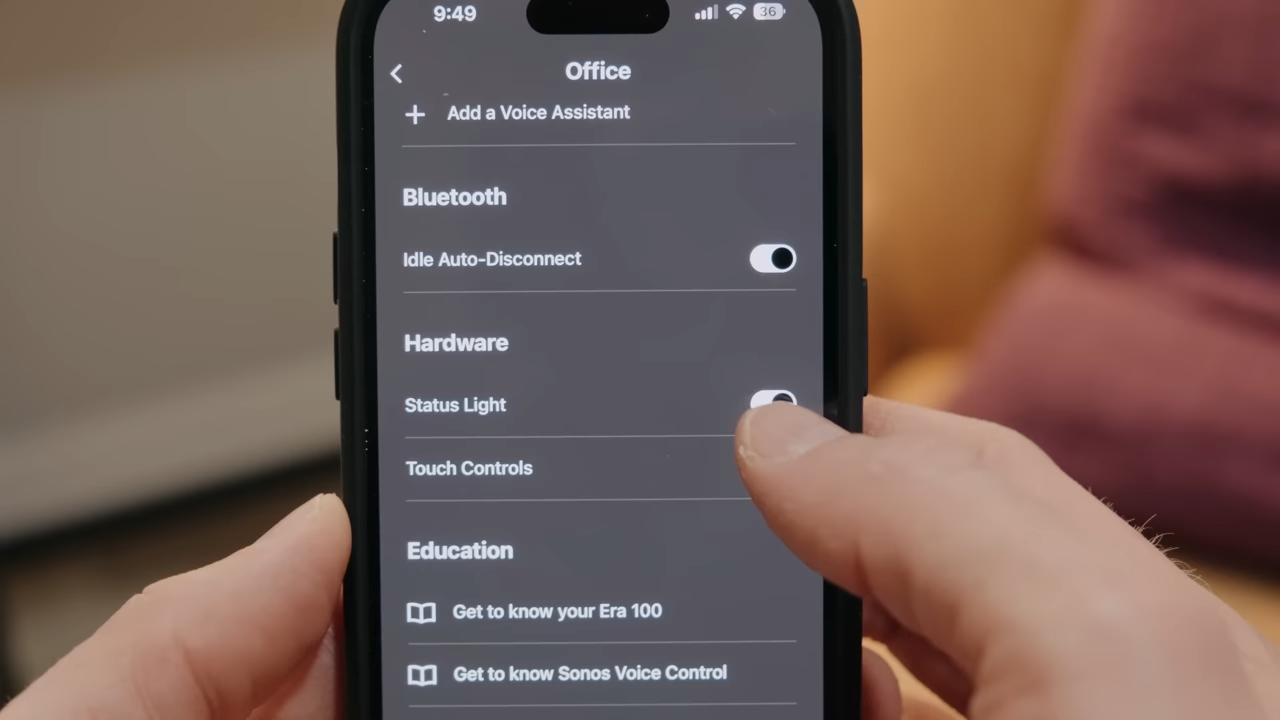 9:49
36
Office
Add a Voice Assistant
Bluetooth
Idle Auto-Disconnect
Hardware
Status Light
Touch Controls
Education
Get to know your Era 100
Get to know Sonos Voice Control